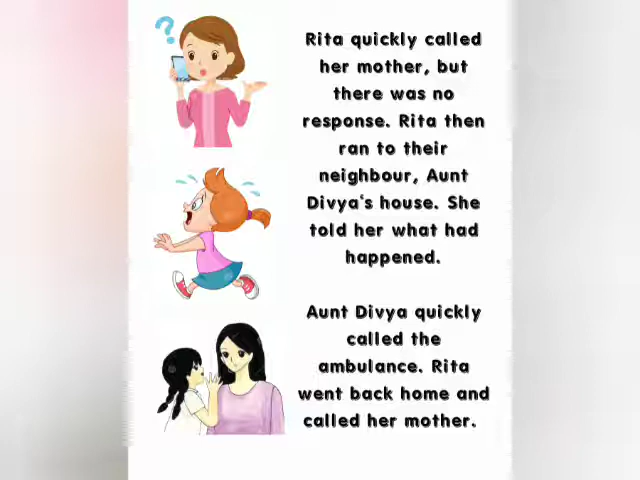 Rita quickly called
her mother, but
there was no
response. Rita then
ran to their
neighbour, Aunt
Divya's house. She
told her what had
happened.
Aunt Divya quickly
called the
ambulance. Rita
went back home and
called her mother.